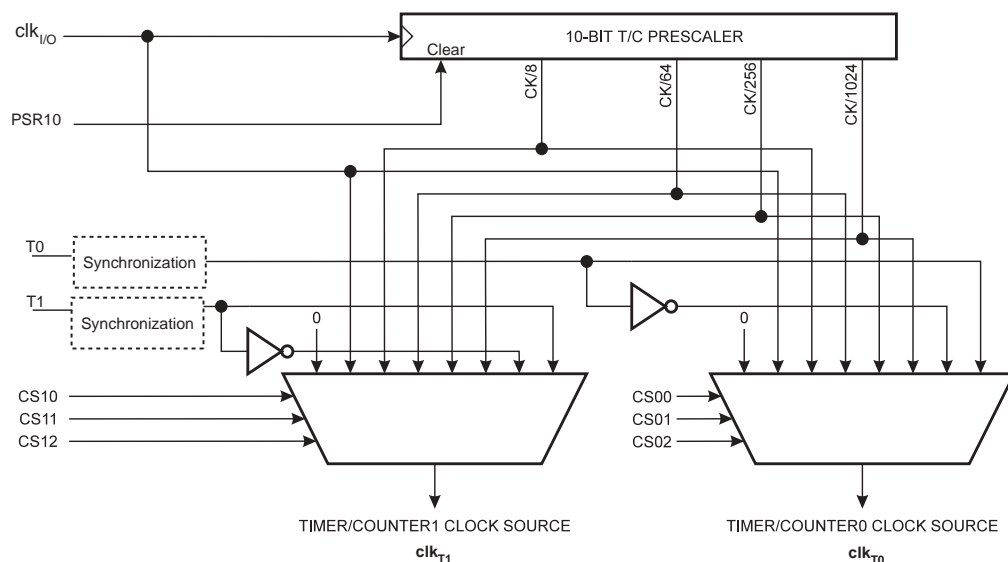 clkI/O
10-BIT T/C PRESCALER
Clear
CK/8
CK/64
CK/256
CK/1024
PSR10
T0
Synchronization
T1
Synchronization
0
0
CS10
CS11
CS12
CS00
CS01
CS02
TIMER/COUNTER1 CLOCK SOURCE
clkT1
TIMER/COUNTER0 CLOCK SOURCE
clkT0